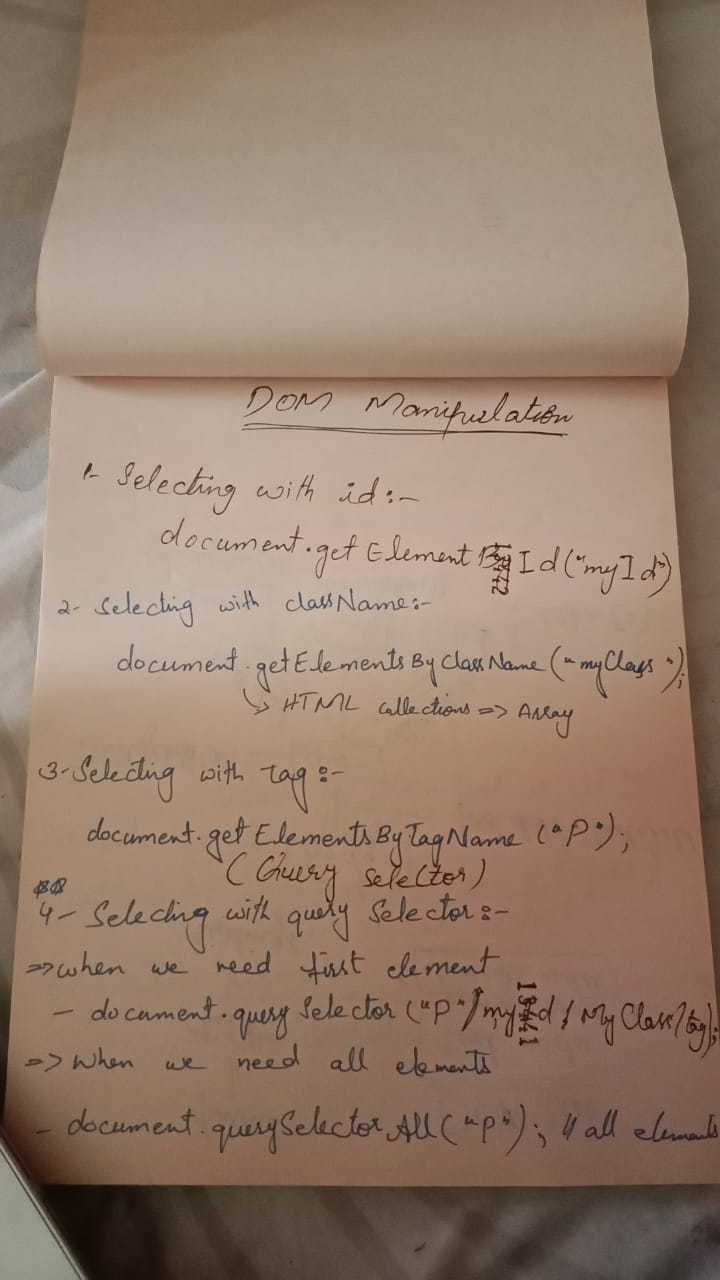 DOM Manipulation
1- Selecting with id:-
document.getElementById("myId")
2- Selecting with className:-
document.getElementsByClassName("myClass");
↳ HTML collections => Array
3- Selecting with Tag:-
document.getElementsByTagName("P");
(Query Selector)
4- Selecting with query Selector:-
=> when we need first element
- document.querySelector("P"/myId/MyClass/tag);
=> When we need all elements
- document.querySelectorAll("p"); // all elements